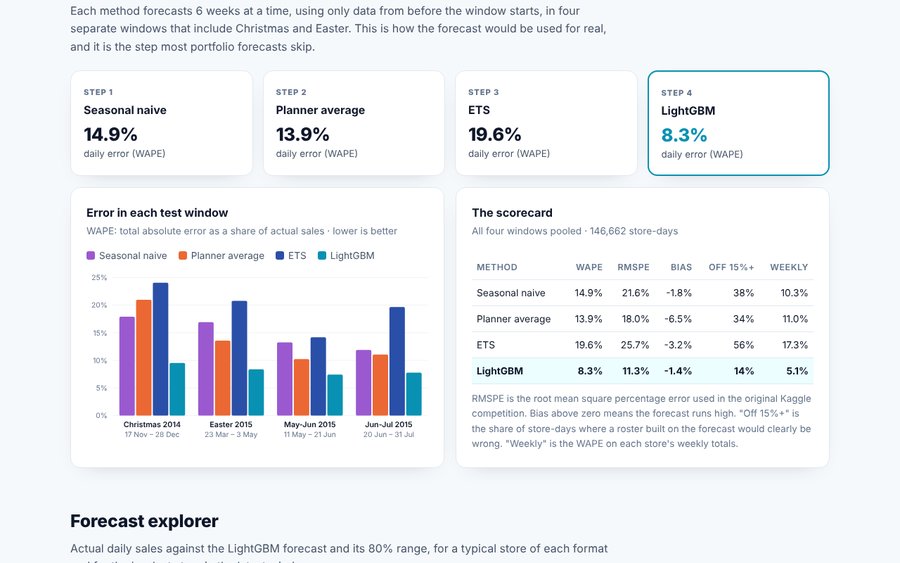 Each method forecasts 6 weeks at a time, using only data from before the window starts, in four
separate windows that include Christmas and Easter. This is how the forecast would be used for real,
and it is the step most portfolio forecasts skip.
STEP 1
Seasonal naive
14.9%
daily error (WAPE)
STEP 2
Planner average
13.9%
daily error (WAPE)
STEP 3
ETS
19.6%
daily error (WAPE)
STEP 4
LightGBM
8.3%
daily error (WAPE)
Error in each test window
WAPE: total absolute error as a share of actual sales · lower is better
Seasonal naive Planner average ETS LightGBM
25%
20%
15%
10%
5%
0%
Christmas 2014 Easter 2015 May-Jun 2015 Jun-Jul 2015
17 Nov – 28 Dec 23 Mar – 3 May 11 May – 21 Jun 20 Jun – 31 Jul
The scorecard
All four windows pooled · 146,662 store-days
METHOD WAPE RMSPE BIAS OFF 15%+ WEEKLY
Seasonal naive 14.9% 21.6% -1.8% 38% 10.3%
Planner average 13.9% 18.0% -6.5% 34% 11.0%
ETS 19.6% 25.7% -3.2% 56% 17.3%
LightGBM 8.3% 11.3% -1.4% 14% 5.1%
RMSPE is the root mean square percentage error used in the original Kaggle
competition. Bias above zero means the forecast runs high. "Off 15%+" is
the share of store-days where a roster built on the forecast would clearly be
wrong. "Weekly" is the WAPE on each store's weekly totals.
Forecast explorer
Actual daily sales against the LightGBM forecast and its 80% range, for a typical store of each format